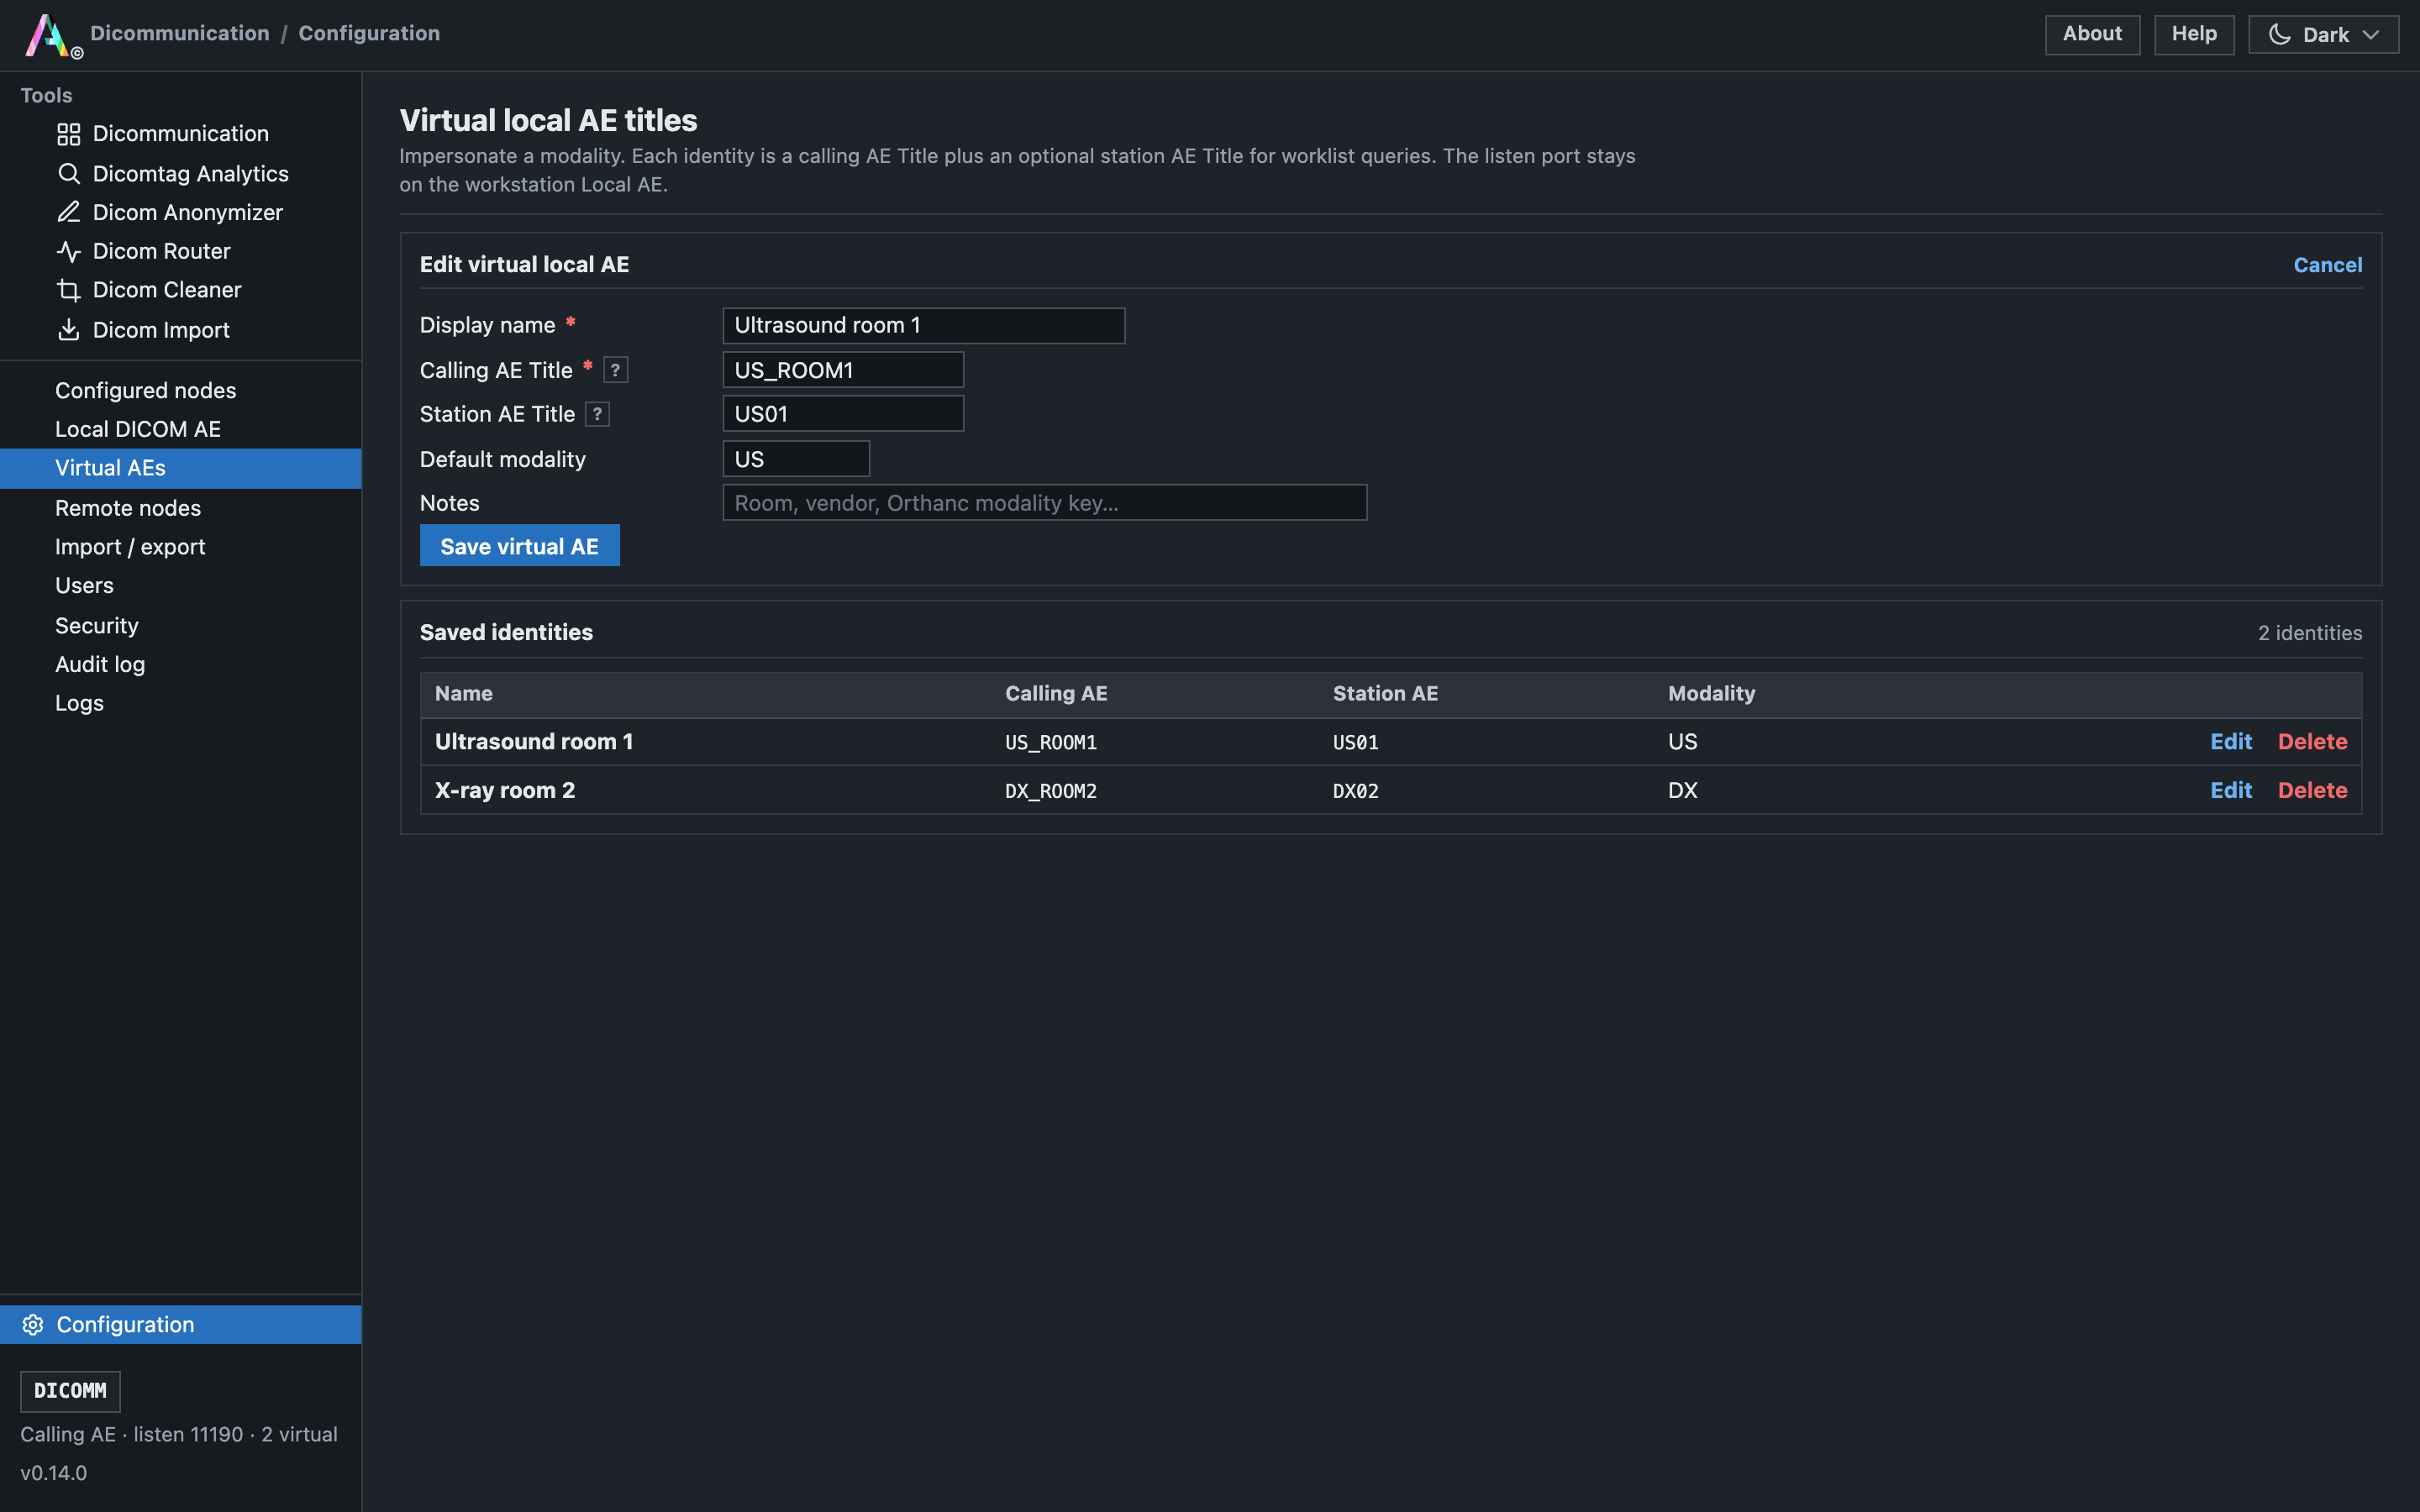 Dicommunication / Configuration
About
Help
Dark
Tools
Dicommunication
Dicomtag Analytics
Dicom Anonymizer
Dicom Router
Dicom Cleaner
Dicom Import
Configured nodes
Local DICOM AE
Virtual AEs
Remote nodes
Import / export
Users
Security
Audit log
Logs
Configuration
DICOMM
Calling AE · listen 11190 · 2 virtual
v0.14.0
Virtual local AE titles
Impersonate a modality. Each identity is a calling AE Title plus an optional station AE Title for worklist queries. The listen port stays
on the workstation Local AE.
Edit virtual local AE
Cancel
Display name * Ultrasound room 1
Calling AE Title * ? US_ROOM1
Station AE Title ? US01
Default modality US
Notes Room, vendor, Orthanc modality key...
Save virtual AE
Saved identities
2 identities
Name Calling AE Station AE Modality
Ultrasound room 1 US_ROOM1 US01 US Edit Delete
X-ray room 2 DX_ROOM2 DX02 DX Edit Delete